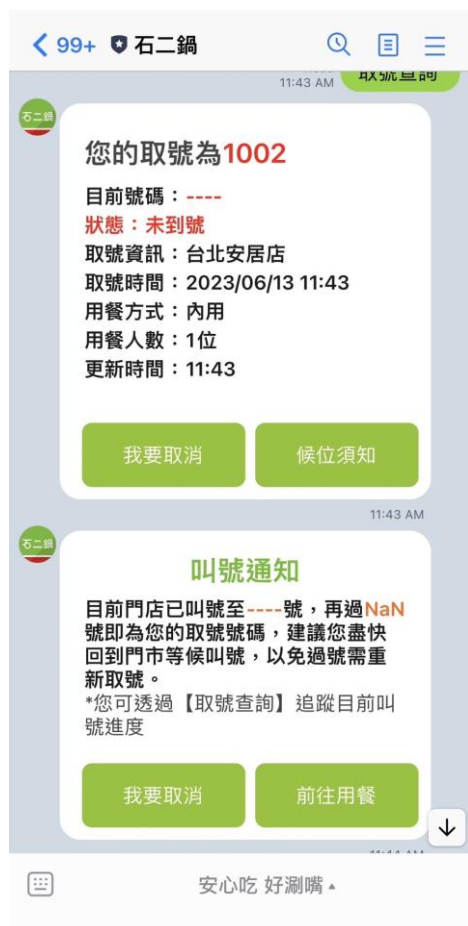 99+ 石二鍋
11:43 AM 取號查詢
石二鍋
您的取號為1002
目前號碼：----
狀態：未到號
取號資訊：台北安居店
取號時間：2023/06/13 11:43
用餐方式：內用
用餐人數：1位
更新時間：11:43
我要取消 候位須知
11:43 AM
石二鍋
叫號通知
目前門店已叫號至----號，再過NaN
號即為您的取號號碼，建議您盡快
回到門市等候叫號，以免過號需重
新取號。
*您可透過【取號查詢】追蹤目前叫
號進度
我要取消 前往用餐
安心吃 好涮嘴